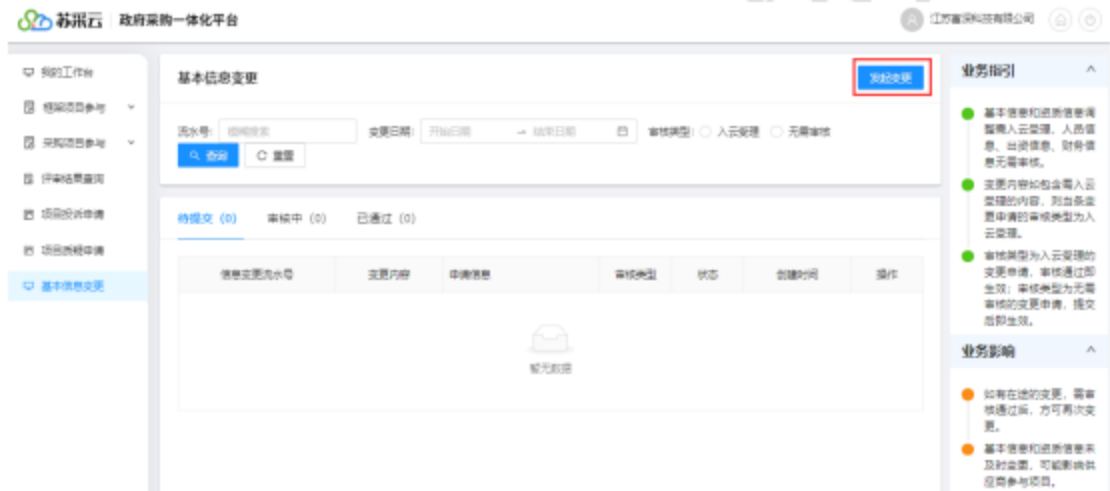 苏采云 政府采购一体化平台
江苏富深科技有限公司
我的工作台
框架项目参与
采购项目参与
评审结果查询
项目投诉申请
项目质疑申请
基本信息变更
基本信息变更
发起变更
流水号: 模糊搜索 变更日期: 开始日期 → 结束日期 审核类型: 入云受理 无需审核
查询 重置
待提交 (0) 审核中 (0) 已通过 (0)
信息变更流水号 变更内容 申请信息 审核类型 状态 创建时间 操作
暂无数据
业务指引
基本信息和资质信息调
整需入云受理，人员信
息、出资信息、财务信
息无需审核。
变更内容如包含需入云
受理的内容，则当条变
更申请的审核类型为入
云受理。
审核类型为入云受理的
变更申请，审核通过即
生效；审核类型为无需
审核的变更申请，提交
后即生效。
业务影响
如有在途的变更，需审
核通过后，方可再次变
更。
基本信息和资质信息未
及时变更，可能影响供
应商参与项目。